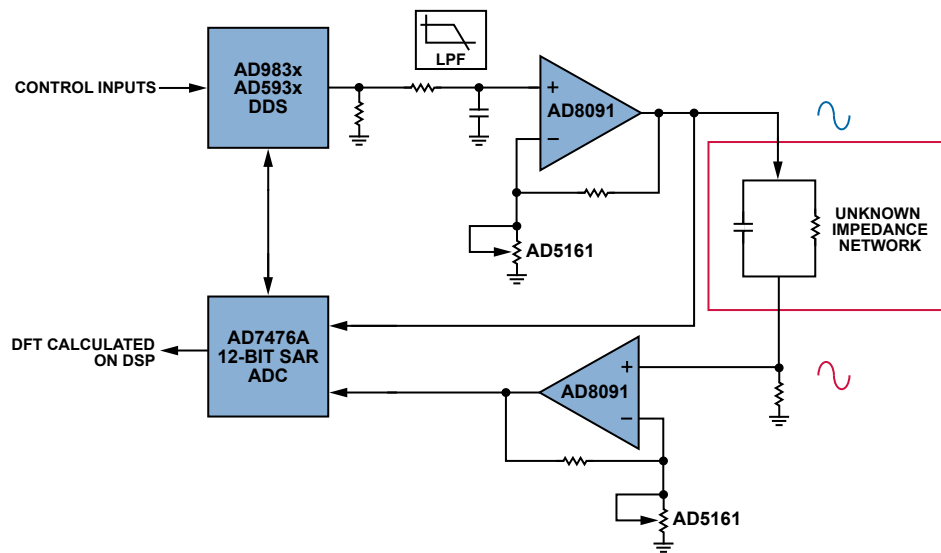 LPF
CONTROL INPUTS
AD983x
AD593x
DDS
+
AD8091
−
AD5161
UNKNOWN
IMPEDANCE
NETWORK
DFT CALCULATED
ON DSP
AD7476A
12-BIT SAR
ADC
+
AD8091
−
AD5161